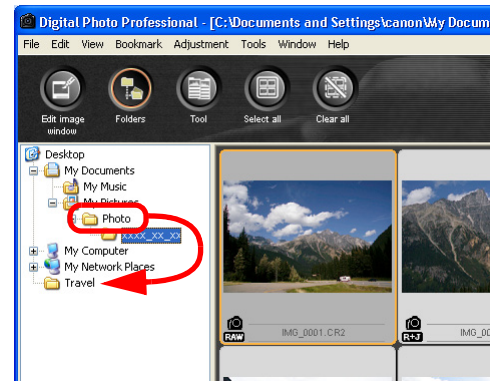 Digital Photo Professional - [C:\Documents and Settings\canon\My Docum
File Edit View Bookmark Adjustment Tools Window Help
Edit image window
Folders
Tool
Select all
Clear all
Desktop
My Documents
My Music
My Pictures
Photo
xxxx_xx_xx
My Computer
My Network Places
Travel
RAW
IMG_0001.CR2
R+J
IMG_00